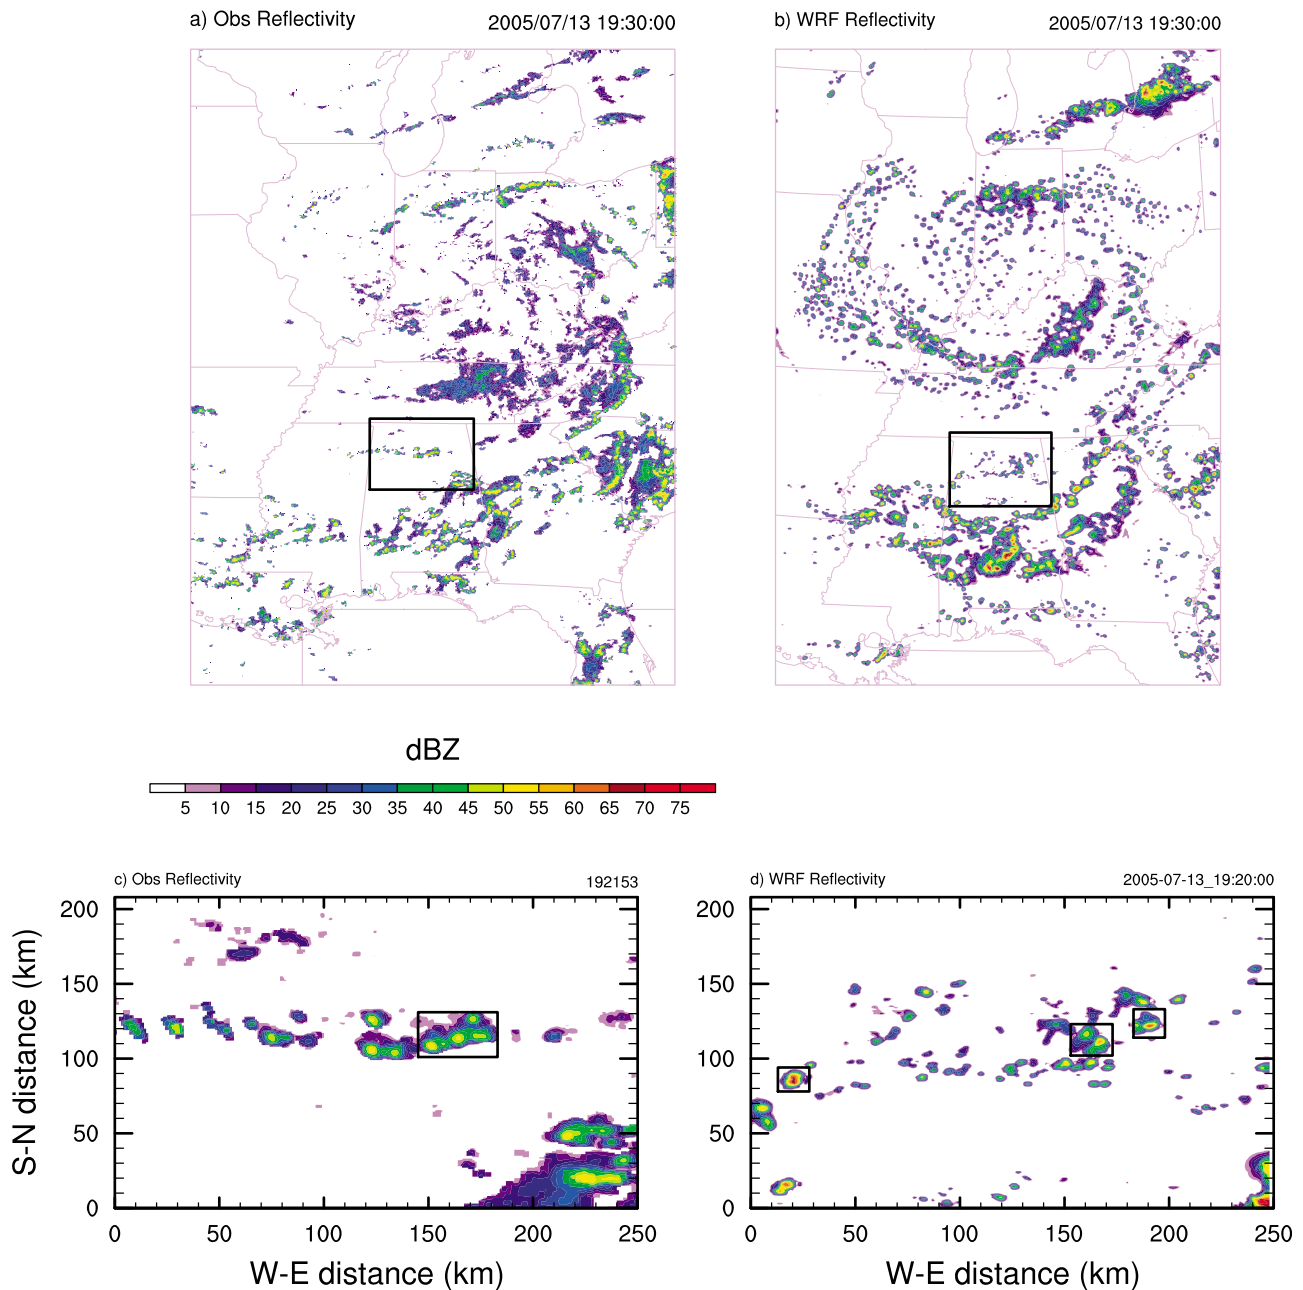 a) Obs Reflectivity 2005/07/13 19:30:00
b) WRF Reflectivity 2005/07/13 19:30:00
dBZ
5 10 15 20 25 30 35 40 45 50 55 60 65 70 75
c) Obs Reflectivity 192153
200
150
100
50
0
0 50 100 150 200 250
S-N distance (km)
W-E distance (km)
d) WRF Reflectivity 2005-07-13_19:20:00
200
150
100
50
0
0 50 100 150 200 250
W-E distance (km)